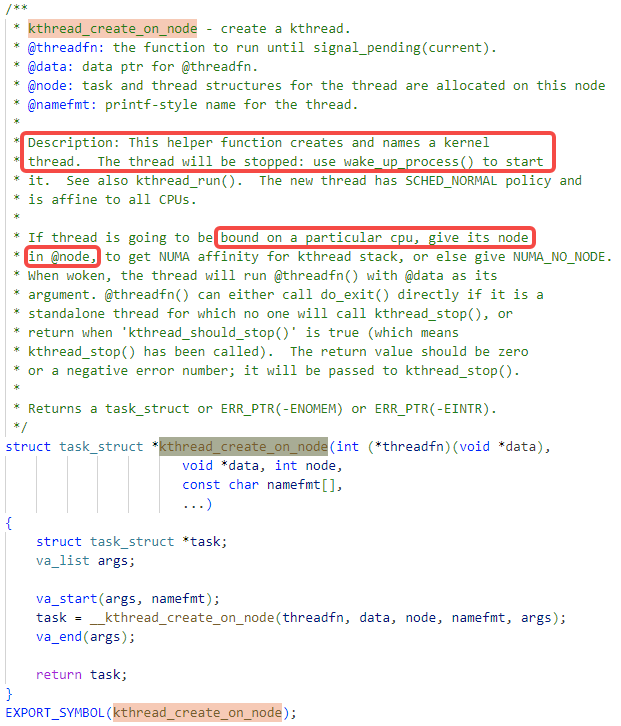 /**
 * kthread_create_on_node - create a kthread.
 * @threadfn: the function to run until signal_pending(current).
 * @data: data ptr for @threadfn.
 * @node: task and thread structures for the thread are allocated on this node
 * @namefmt: printf-style name for the thread.
 *
 * Description: This helper function creates and names a kernel
 * thread.  The thread will be stopped: use wake_up_process() to start
 * it.  See also kthread_run().  The new thread has SCHED_NORMAL policy and
 * is affine to all CPUs.
 *
 * If thread is going to be bound on a particular cpu, give its node
 * in @node, to get NUMA affinity for kthread stack, or else give NUMA_NO_NODE.
 * When woken, the thread will run @threadfn() with @data as its
 * argument. @threadfn() can either call do_exit() directly if it is a
 * standalone thread for which no one will call kthread_stop(), or
 * return when 'kthread_should_stop()' is true (which means
 * kthread_stop() has been called).  The return value should be zero
 * or a negative error number; it will be passed to kthread_stop().
 *
 * Returns a task_struct or ERR_PTR(-ENOMEM) or ERR_PTR(-EINTR).
 */
struct task_struct *kthread_create_on_node(int (*threadfn)(void *data),
                       void *data, int node,
                       const char namefmt[],
                       ...)
{
    struct task_struct *task;
    va_list args;

    va_start(args, namefmt);
    task = __kthread_create_on_node(threadfn, data, node, namefmt, args);
    va_end(args);

    return task;
}
EXPORT_SYMBOL(kthread_create_on_node);